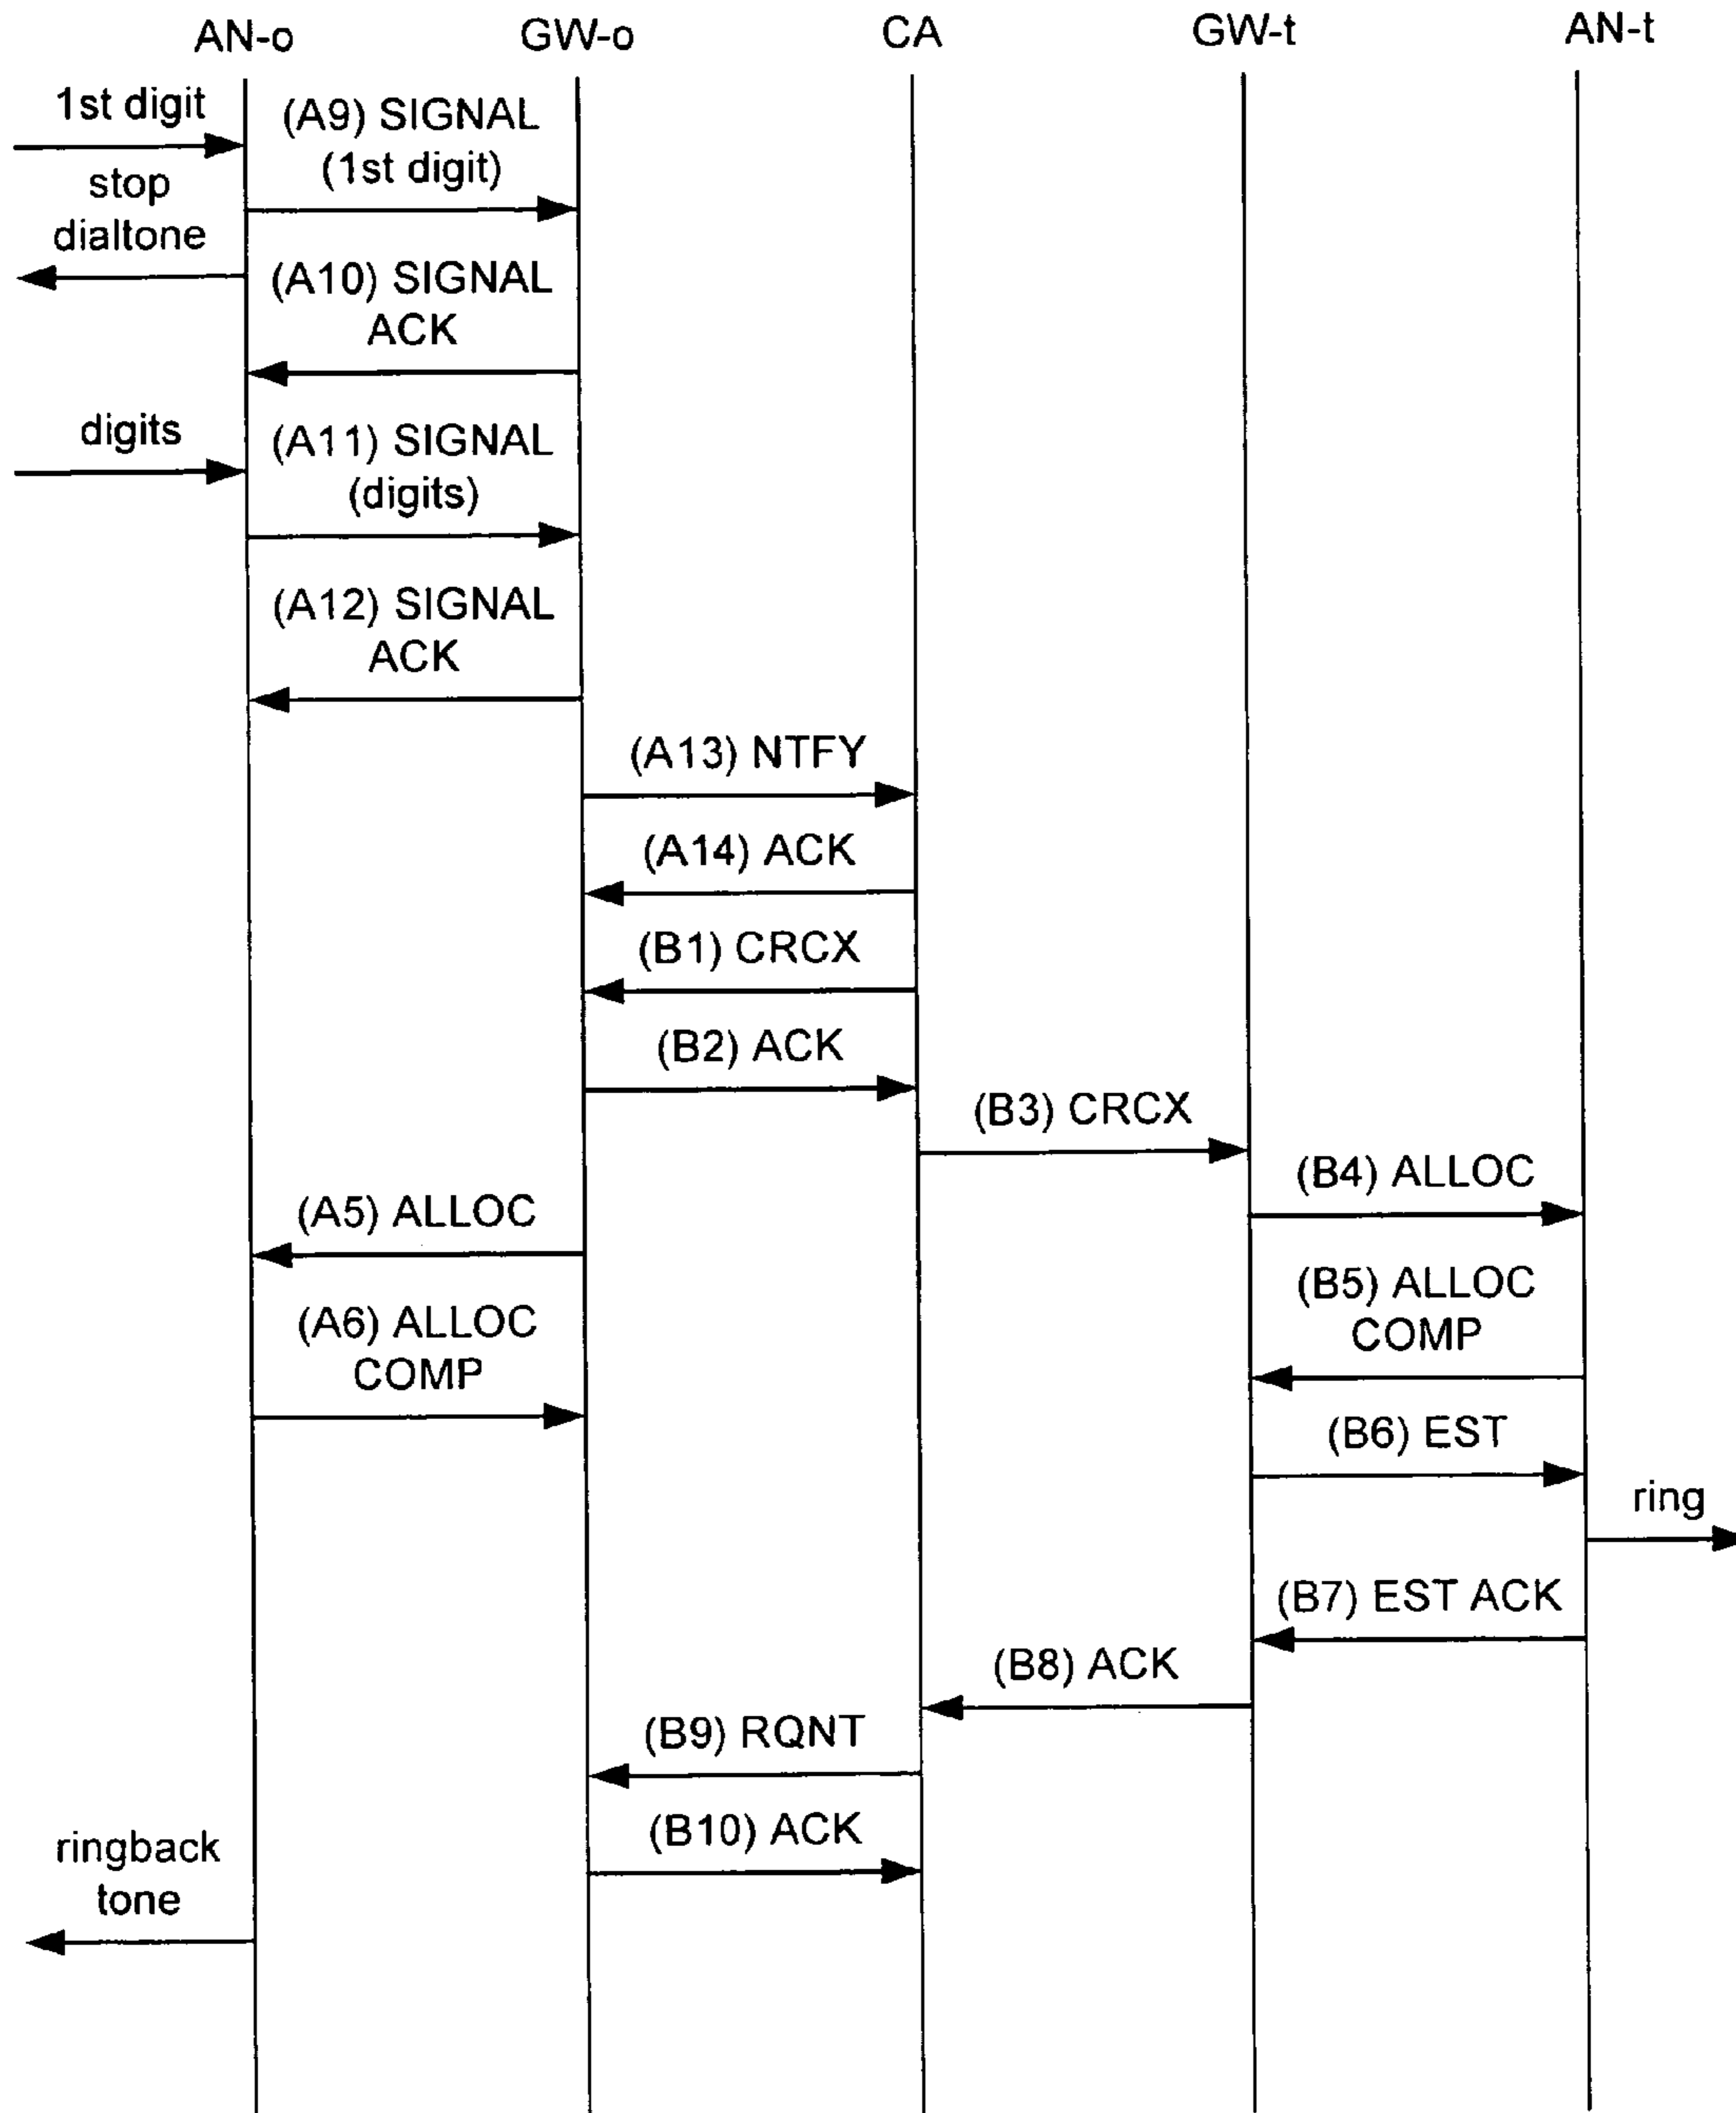 AN-o GW-o CA GW-t AN-t
1st digit
(A9) SIGNAL
(1st digit)
stop
dialtone
(A10) SIGNAL
ACK
digits
(A11) SIGNAL
(digits)
(A12) SIGNAL
ACK
(A13) NTFY
(A14) ACK
(B1) CRCX
(B2) ACK
(B3) CRCX
(B4) ALLOC
(A5) ALLOC
(B5) ALLOC
COMP
(A6) ALLOC
COMP
(B6) EST
ring
(B7) EST ACK
(B8) ACK
(B9) RQNT
(B10) ACK
ringback
tone